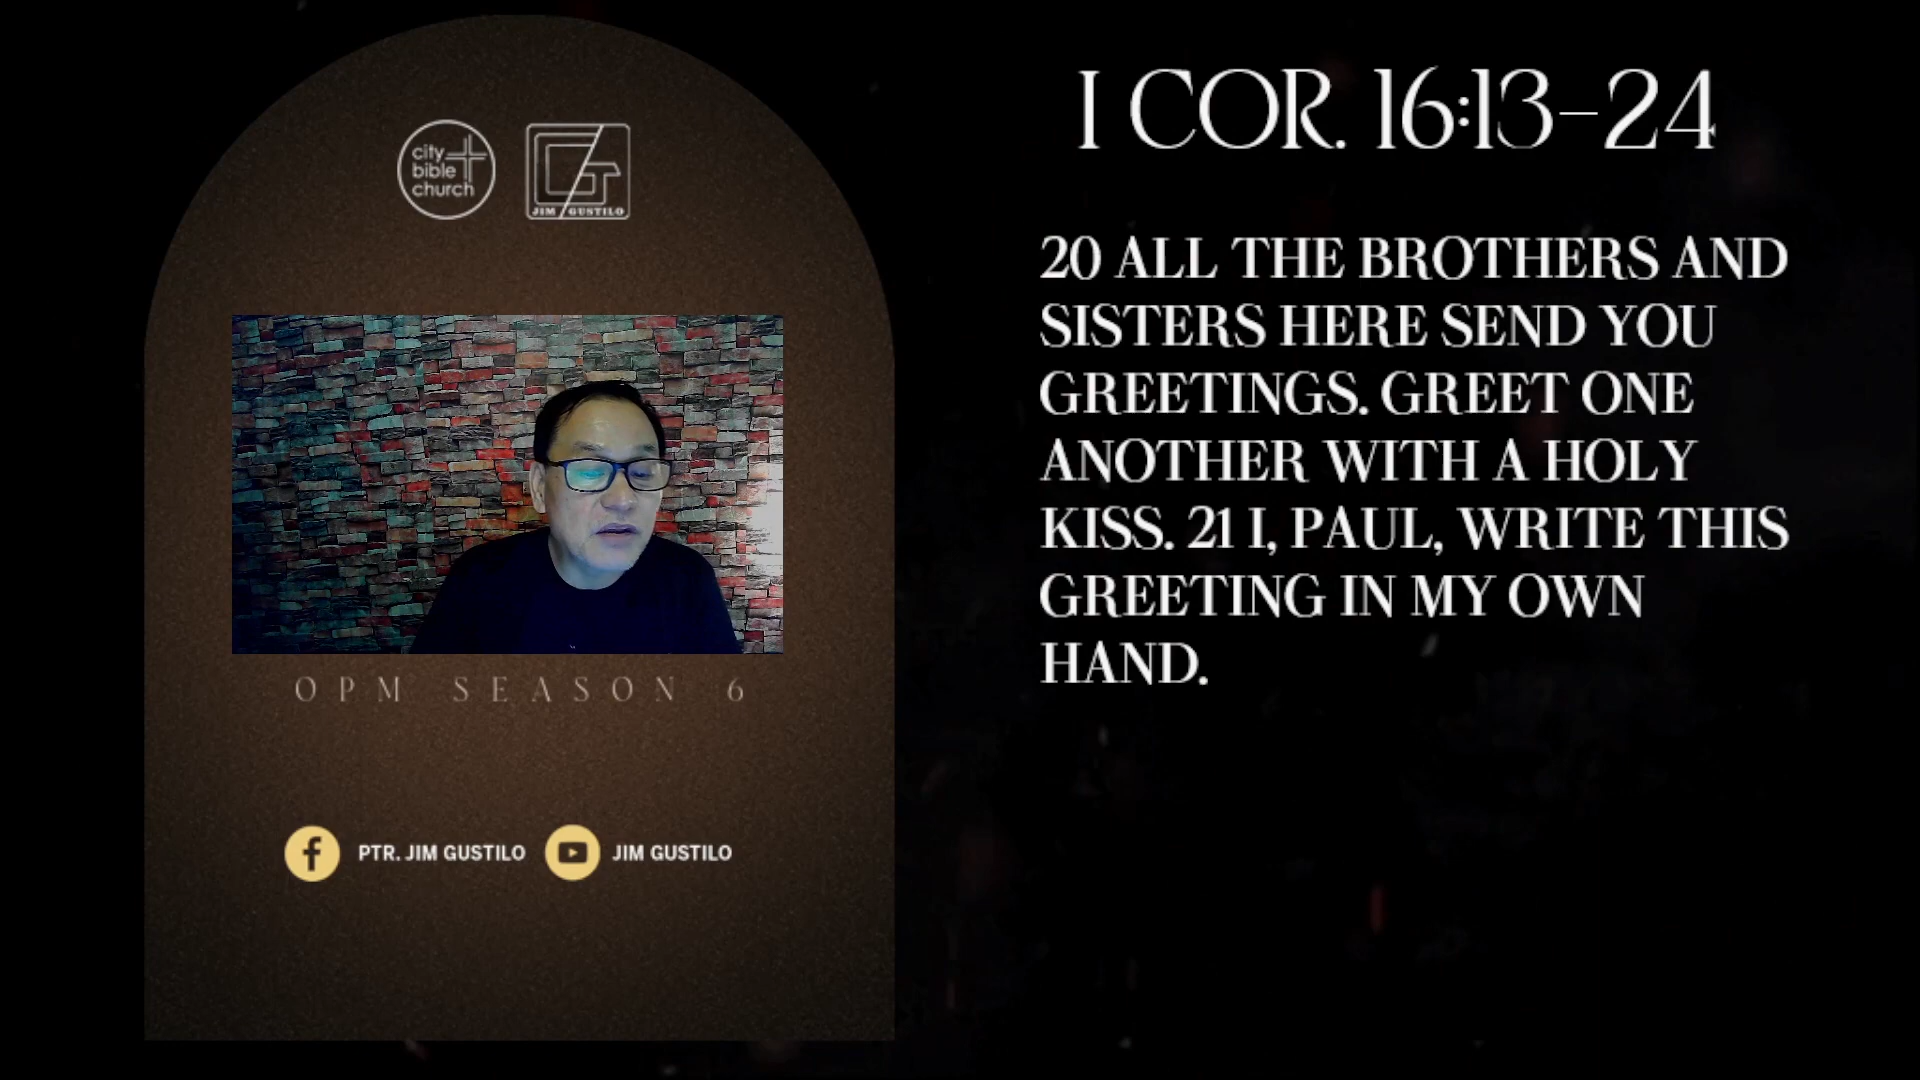 city
bible
church
JIM GUSTILO
OPM SEASON 6
PTR. JIM GUSTILO
JIM GUSTILO
I COR. 16:13-24
20 ALL THE BROTHERS AND
SISTERS HERE SEND YOU
GREETINGS. GREET ONE
ANOTHER WITH A HOLY
KISS. 21 I, PAUL, WRITE THIS
GREETING IN MY OWN
HAND.